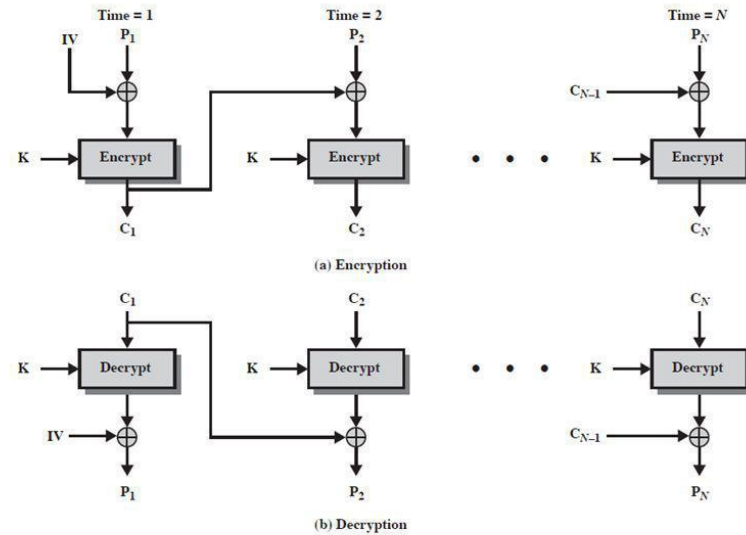 Time = 1 Time = 2 Time = N
IV P1 P2 PN
CN–1
K Encrypt K Encrypt • • • K Encrypt
C1 C2 CN
(a) Encryption
C1 C2 CN
K Decrypt K Decrypt • • • K Decrypt
IV CN–1
P1 P2 PN
(b) Decryption